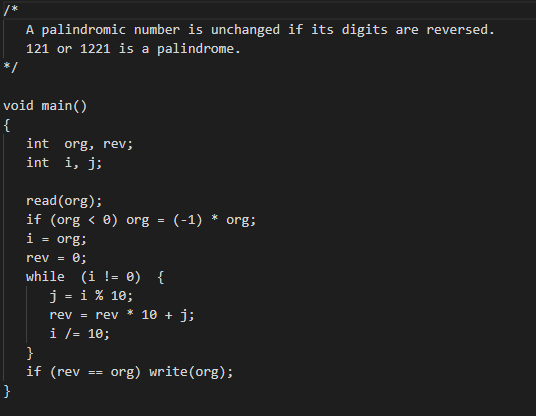 /*
A palindromic number is unchanged if its digits are reversed.
121 or 1221 is a palindrome.
*/
void main()
{
int  org, rev;
int  i, j;
read(org);
if (org < 0) org = (-1) * org;
i = org;
rev = 0;
while  (i != 0)  {
j = i % 10;
rev = rev * 10 + j;
i /= 10;
}
if (rev == org) write(org);
}